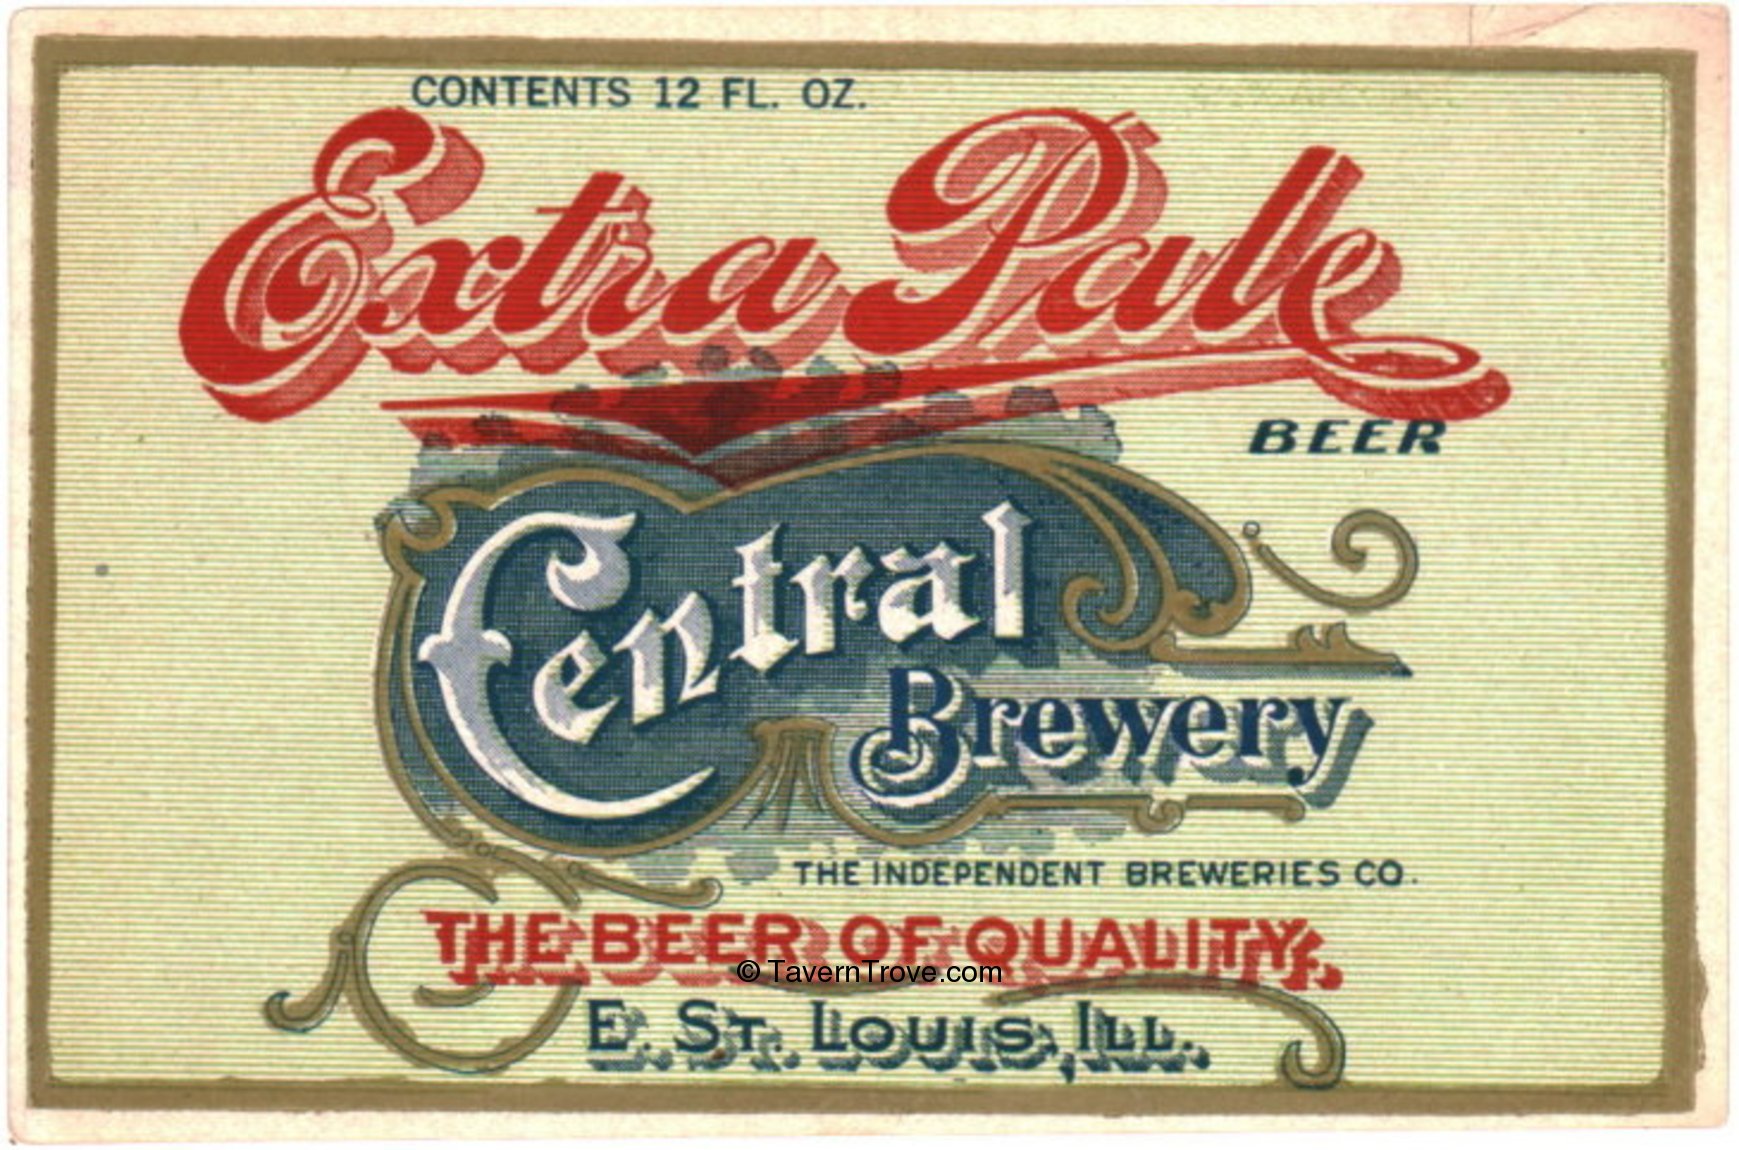 CONTENTS 12 FL. OZ.
Extra Pale
BEER
Central
Brewery
THE INDEPENDENT BREWERIES CO.
THE BEER OF QUALITY,
© TavernTrove.com
E. ST. LOUIS, ILL.